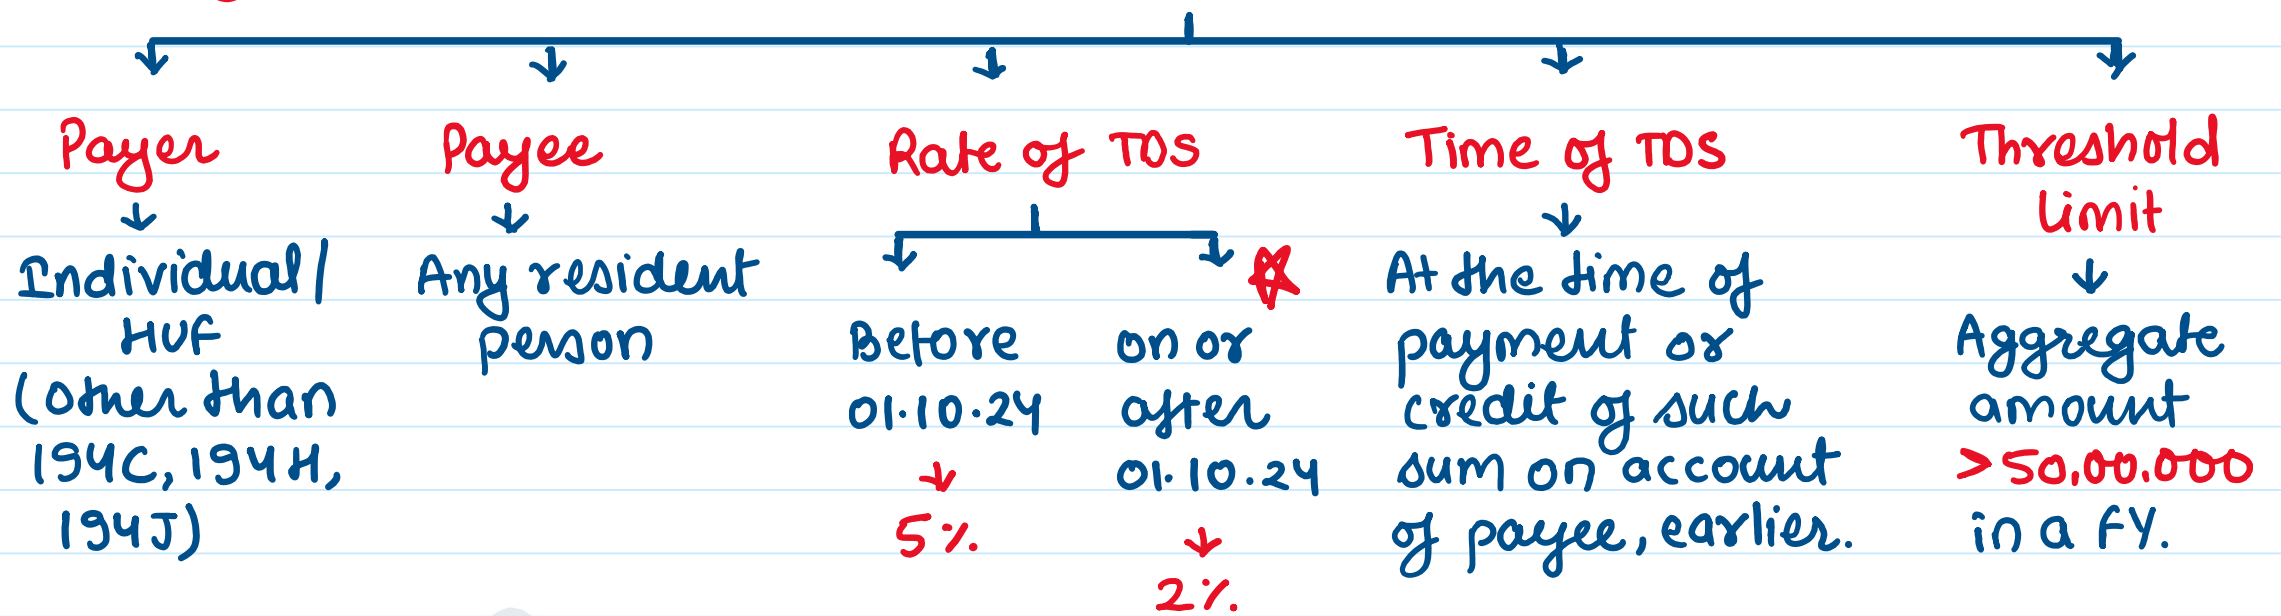 Payer
Individual/
HUF
(other than
194C, 194H,
194J)
Payee
Any resident
person
Rate of TDS
Before
01.10.24
5%.
on or
after
01.10.24
2%.
Time of TDS
At the time of
payment or
credit of such
sum on account
of payee, earlier.
Threshold
limit
Aggregate
amount
>50,00,000
in a FY.